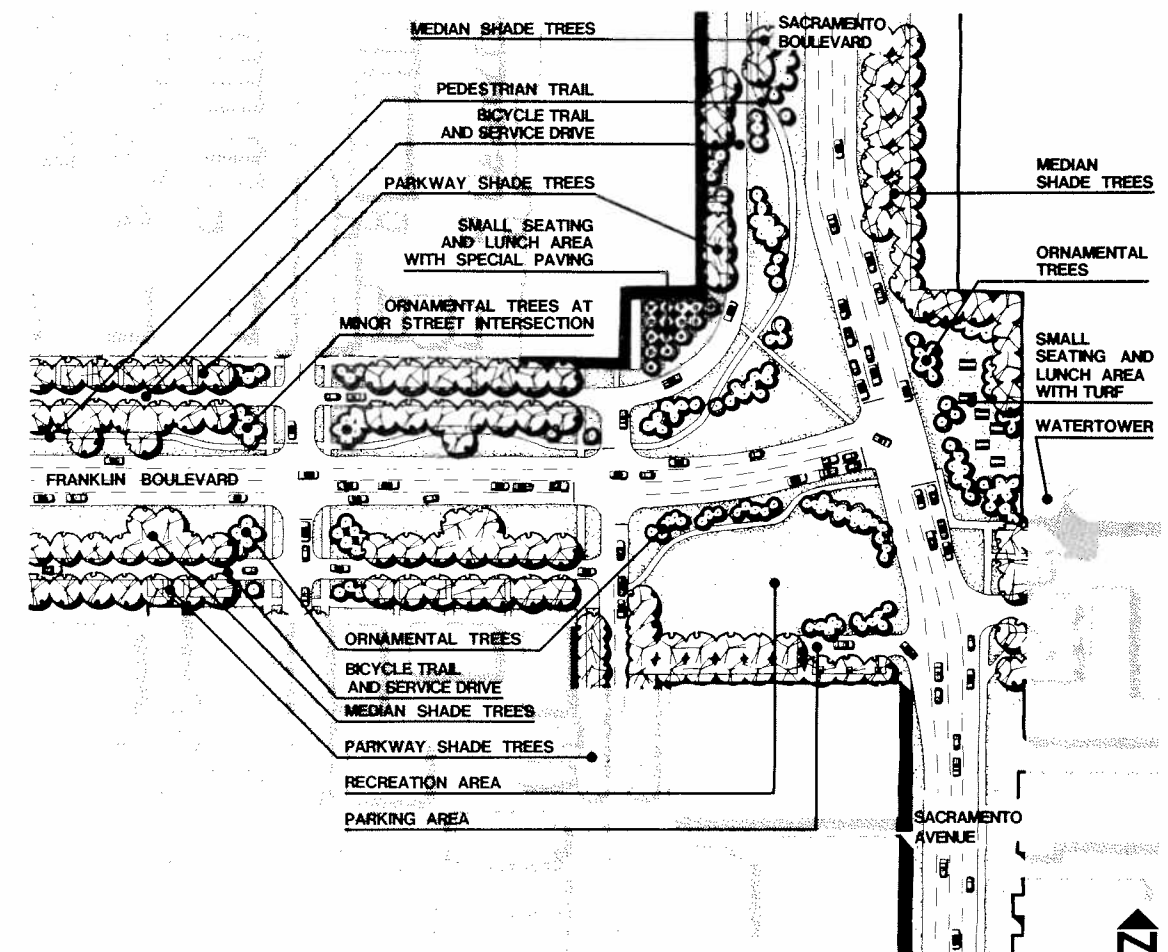 MEDIAN SHADE TREES
SACRAMENTO
BOULEVARD
PEDESTRIAN TRAIL
BICYCLE TRAIL
AND SERVICE DRIVE
PARKWAY SHADE TREES
SMALL SEATING
AND LUNCH AREA
WITH SPECIAL PAVING
ORNAMENTAL TREES AT
MINOR STREET INTERSECTION
MEDIAN
SHADE TREES
ORNAMENTAL
TREES
SMALL
SEATING AND
LUNCH AREA
WITH TURF
WATERTOWER
FRANKLIN BOULEVARD
ORNAMENTAL TREES
BICYCLE TRAIL
AND SERVICE DRIVE
MEDIAN SHADE TREES
PARKWAY SHADE TREES
RECREATION AREA
PARKING AREA
SACRAMENTO
AVENUE
N